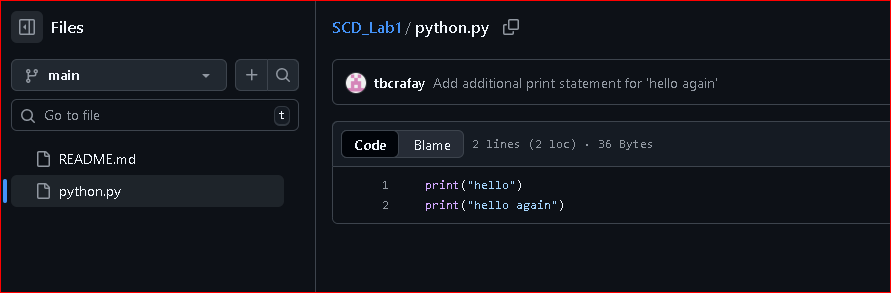 Files
main
Go to file
t
README.md
python.py
SCD_Lab1 / python.py
tbcrafay Add additional print statement for 'hello again'
Code Blame 2 lines (2 loc) · 36 Bytes
1 print("hello")
2 print("hello again")